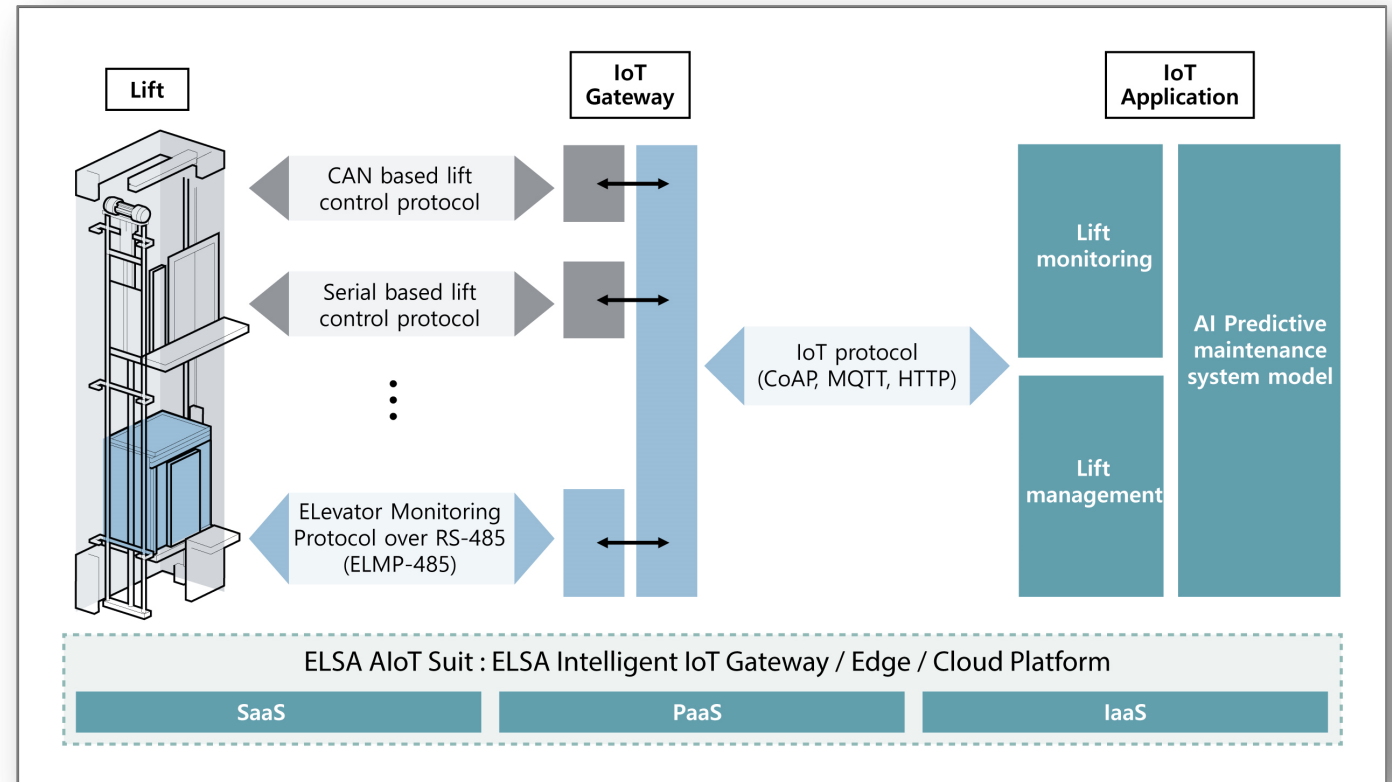 Lift
IoT
Gateway
IoT
Application
CAN based lift
control protocol
Serial based lift
control protocol
ELevator Monitoring
Protocol over RS-485
(ELMP-485)
IoT protocol
(CoAP, MQTT, HTTP)
Lift
monitoring
Lift
management
AI Predictive
maintenance
system model
ELSA AIoT Suit : ELSA Intelligent IoT Gateway / Edge / Cloud Platform
SaaS
PaaS
IaaS